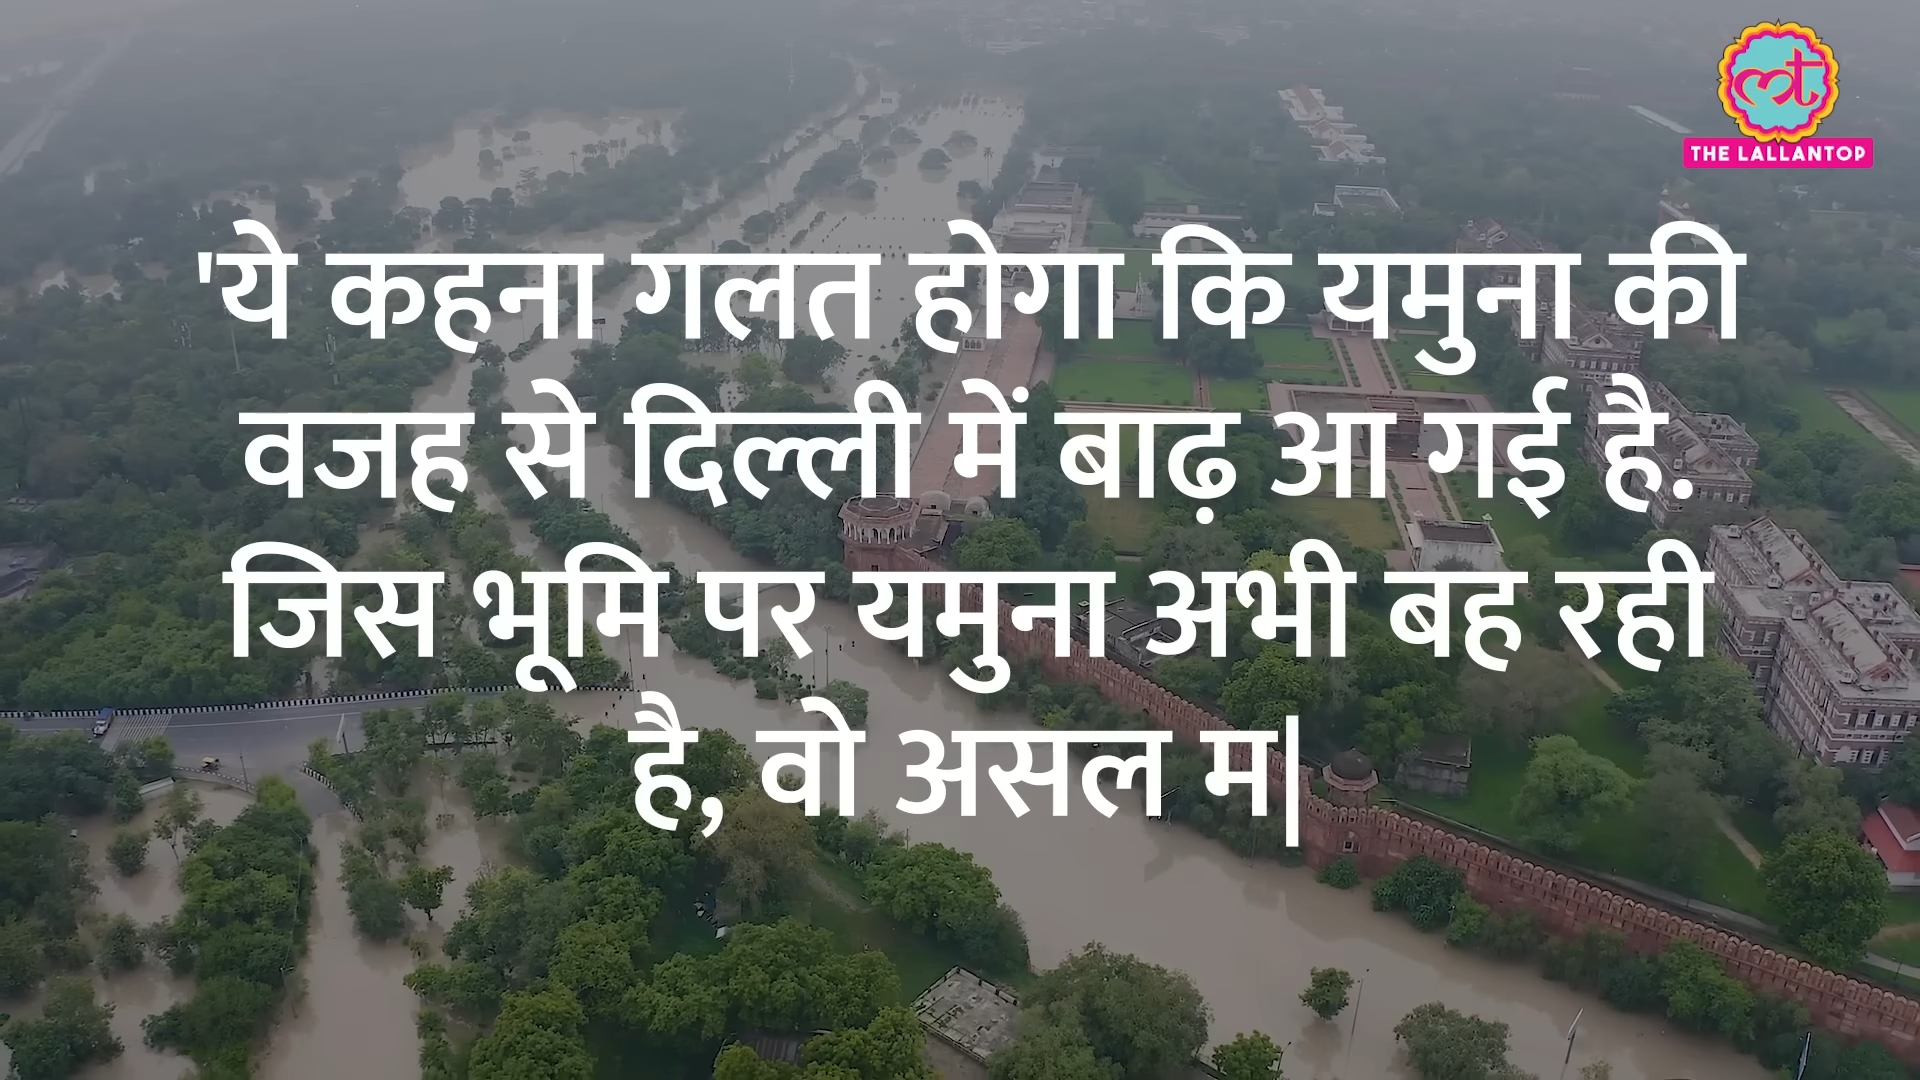 THE LALLANTOP
'ये कहना गलत होगा कि यमुना की
वजह से दिल्ली में बाढ़ आ गई है.
जिस भूमि पर यमुना अभी बह रही
है, वो असल म|